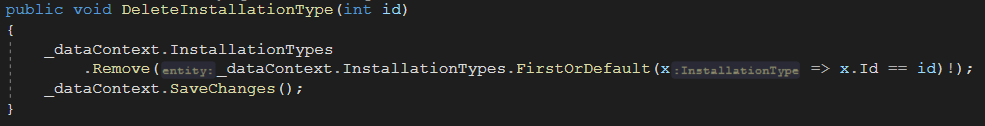 public void DeleteInstallationType(int id)
{
_dataContext.InstallationTypes
.Remove(entity:_dataContext.InstallationTypes.FirstOrDefault(x:InstallationType => x.Id == id)!);
_dataContext.SaveChanges();
}